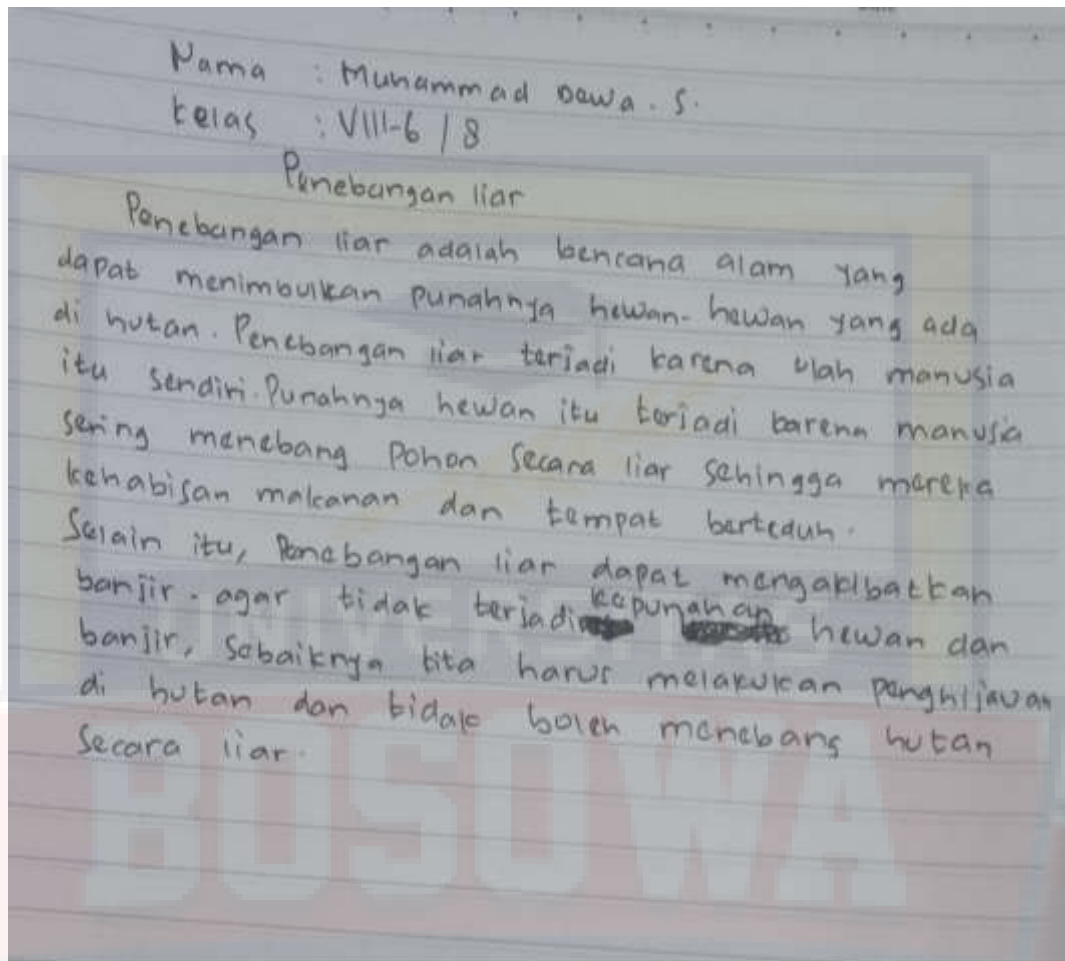 Nama : Muhammad Dewa . S.
kelas : VIII-6 / 8
Penebangan liar
Penebangan liar adalah bencana alam yang
dapat menimbulkan punahnya hewan-hewan yang ada
di hutan. Penebangan liar terjadi karena ulah manusia
itu sendiri. Punahnya hewan itu terjadi karena manusia
sering menebang Pohon Secara liar sehingga mereka
kehabisan makanan dan tempat berteduh.
Selain itu, Penebangan liar dapat mengakibatkan
banjir. agar tidak terjadi kepunahan hewan dan
banjir, sebaiknya kita harus melakukan penghijauan
di hutan dan tidak boleh menebang hutan
Secara liar.
UNIVERSITAS
BOSOWA